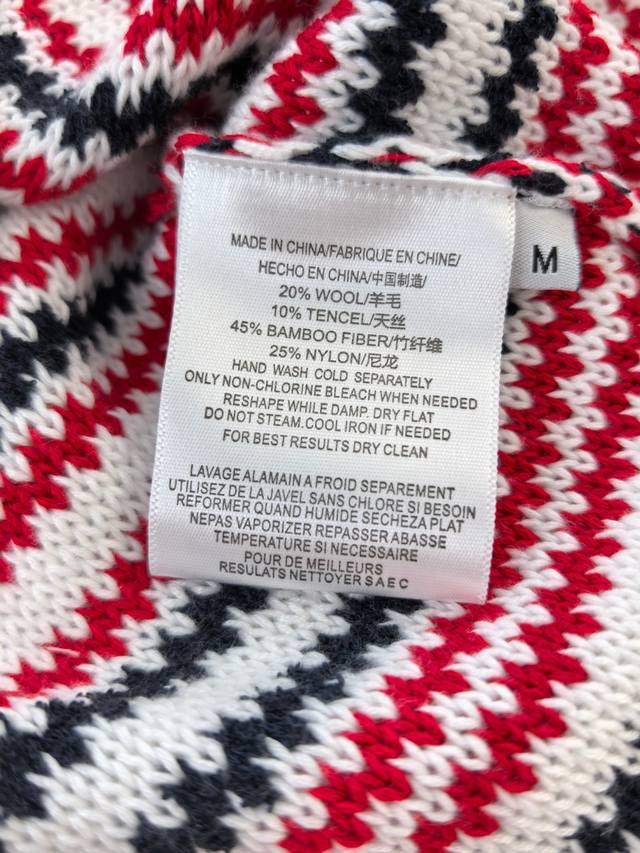 MADE IN CHINA/FABRIQUE EN CHINE/
HECHO EN CHINA/中国制造/
20% WOOL/羊毛
10% TENCEL/天丝
45% BAMBOO FIBER/竹纤维
25% NYLON/尼龙
HAND WASH COLD SEPARATELY
ONLY NON-CHLORINE BLEACH WHEN NEEDED
RESHAPE WHILE DAMP. DRY FLAT
DO NOT STEAM.COOL IRON IF NEEDED
FOR BEST RESULTS DRY CLEAN
LAVAGE ALAMAIN A FROID SEPAREMENT
UTILISEZ DE LA JAVEL SANS CHLORE SI BESOIN
REFORMER QUAND HUMIDE SECHEZA PLAT
NEPAS VAPORIZER REPASSER ABASSE
TEMPERATURE SI NECESSAIRE
POUR DE MEILLEURS
RESULATS NETTOYER S A E C
M